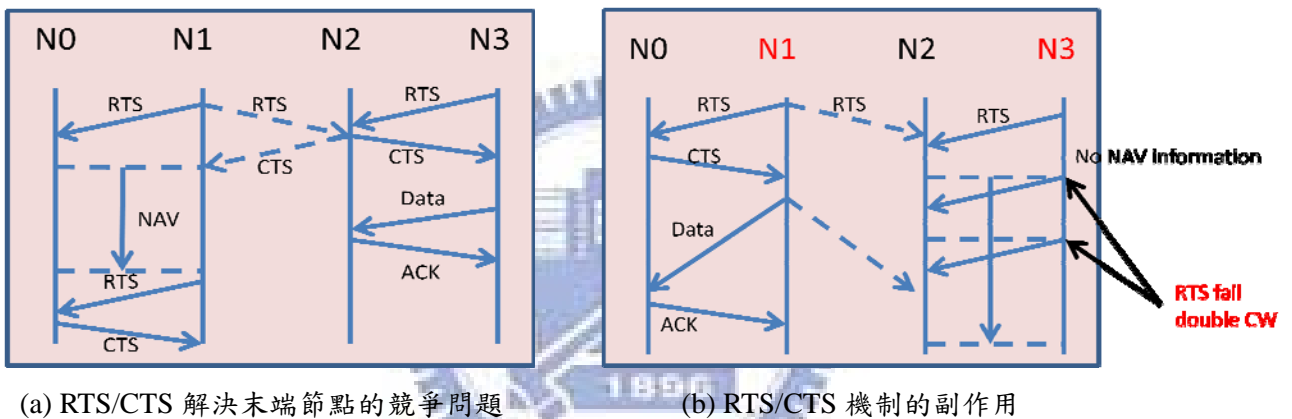 N0 N1 N2 N3
RTS RTS RTS
CTS CTS
NAV
Data
ACK
RTS
CTS
N0 N1 N2 N3
RTS RTS RTS
CTS
No NAV information
Data
ACK
RTS fail
double CW
1896
(a) RTS/CTS 解決末端節點的競爭問題
(b) RTS/CTS 機制的副作用